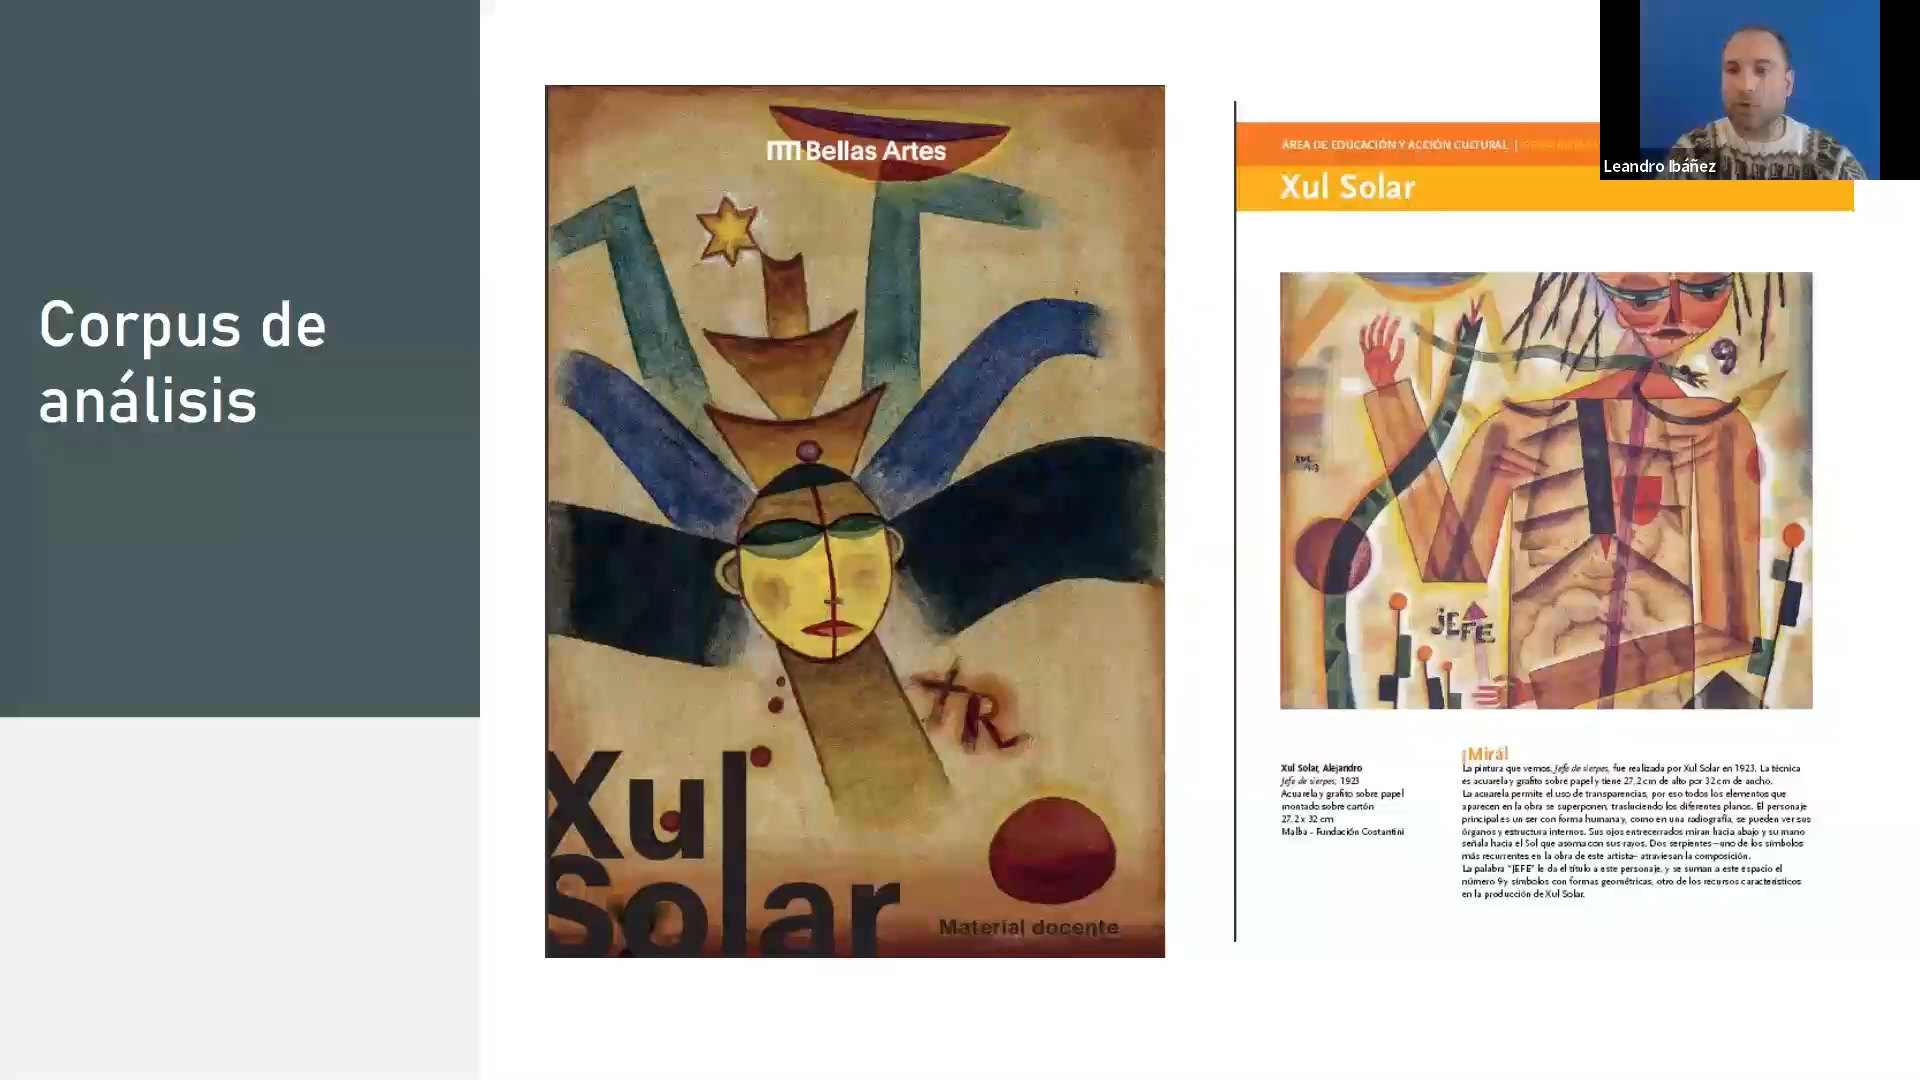 Corpus de
análisis
Bellas Artes
XR
Xul
Solar
Material docente
ÁREA DE EDUCACIÓN Y ACCIÓN CULTURAL |
Xul Solar
9
XUL
JEFE
Xul Solar, Alejandro
Jefe de sierpes, 1923
Acuarela y grafito sobre papel
montado sobre cartón
27,2 x 32 cm
Malba - Fundación Costantini
¡Mirá!
La pintura que vemos, Jefe de sierpes, fue realizada por Xul Solar en 1923. La técnica
es acuarela y grafito sobre papel y tiene 27,2 cm de alto por 32 cm de ancho.
La acuarela permite el uso de transparencias, por eso todos los elementos que
aparecen en la obra se superponen, trasluciendo los diferentes planos. El personaje
principal es un ser con forma humana y, como en una radiografía, se pueden ver sus
órganos y estructura internos. Sus ojos entrecerrados miran hacia abajo y su mano
señala hacia el Sol que asoma con sus rayos. Dos serpientes –uno de los símbolos
más recurrentes en la obra de este artista– atraviesan la composición.
La palabra "JEFE" le da el título a este personaje, y se suman a este espacio el
número 9 y símbolos con formas geométricas, otro de los recursos característicos
en la producción de Xul Solar.
Leandro Ibáñez